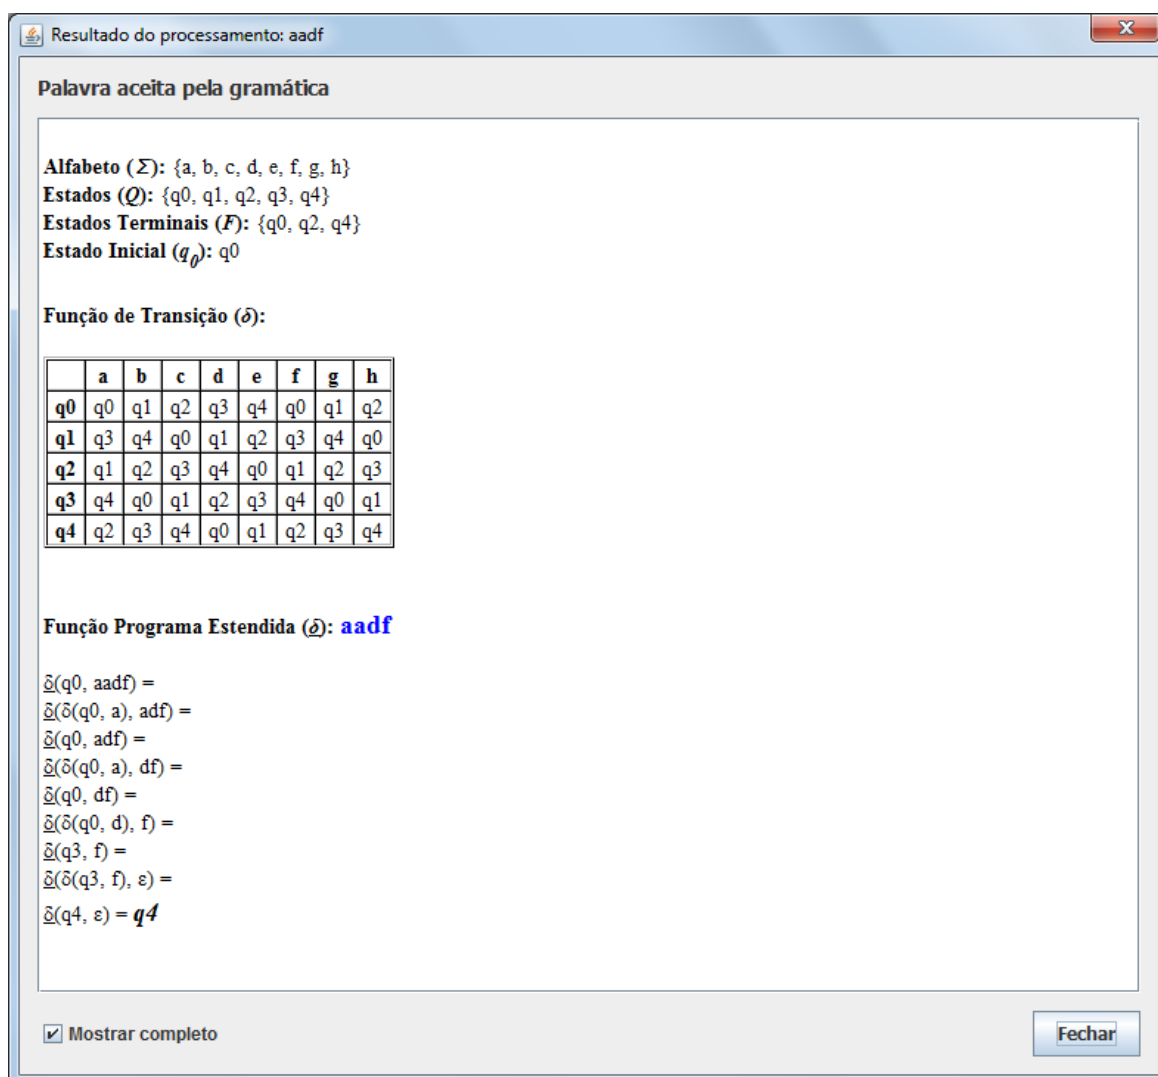 Resultado do processamento: aadf
Palavra aceita pela gramática
Alfabeto (Σ): {a, b, c, d, e, f, g, h}
Estados (Q): {q0, q1, q2, q3, q4}
Estados Terminais (F): {q0, q2, q4}
Estado Inicial (q0): q0
Função de Transição (δ):
a b c d e f g h
q0 q0 q1 q2 q3 q4 q0 q1 q2
q1 q3 q4 q0 q1 q2 q3 q4 q0
q2 q1 q2 q3 q4 q0 q1 q2 q3
q3 q4 q0 q1 q2 q3 q4 q0 q1
q4 q2 q3 q4 q0 q1 q2 q3 q4
Função Programa Estendida (δ): aadf
δ(q0, aadf) =
δ(δ(q0, a), adf) =
δ(q0, adf) =
δ(δ(q0, a), df) =
δ(q0, df) =
δ(δ(q0, d), f) =
δ(q3, f) =
δ(δ(q3, f), ε) =
δ(q4, ε) = q4
Mostrar completo
Fechar